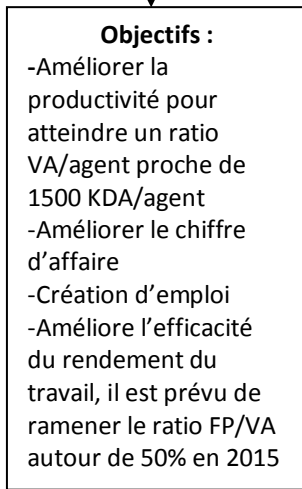 Objectifs :
-Améliorer la
productivité pour
atteindre un ratio
VA/agent proche de
1500 KDA/agent
-Améliorer le chiffre
d’affaire
-Création d’emploi
-Améliore l’efficacité
du rendement du
travail, il est prévu de
ramener le ratio FP/VA
autour de 50% en 2015